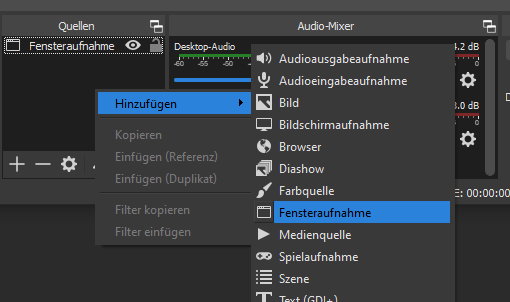 Quellen
Audio-Mixer
Fensteraufnahme
Desktop-Audio
4.2 dB
-60 -55 -50
Hinzufügen
Kopieren
Einfügen (Referenz)
Einfügen (Duplikat)
Filter kopieren
Filter einfügen
Audioausgabeaufnahme
Audioeingabeaufnahme
Bild
Bildschirmaufnahme
Browser
Diashow
Farbquelle
Fensteraufnahme
Medienquelle
Spielaufnahme
Szene
Text (GDI+)
.0 dB
E: 00:00:00